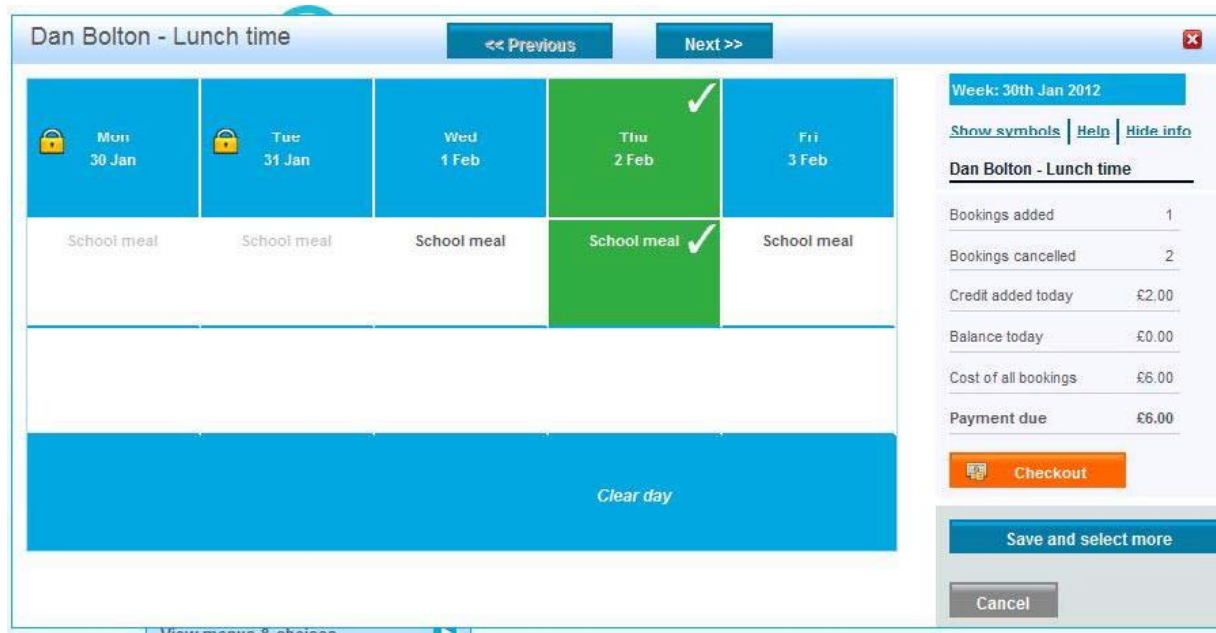 Dan Bolton - Lunch time
<< Previous
Next >>
Mon
30 Jan
Tue
31 Jan
Wed
1 Feb
Thu
2 Feb
Fri
3 Feb
School meal
School meal
School meal
School meal
School meal
Clear day
Week: 30th Jan 2012
Show symbols | Help | Hide info
Dan Bolton - Lunch time
Bookings added 1
Bookings cancelled 2
Credit added today £2.00
Balance today £0.00
Cost of all bookings £6.00
Payment due £6.00
Checkout
Save and select more
Cancel
View menus & choices